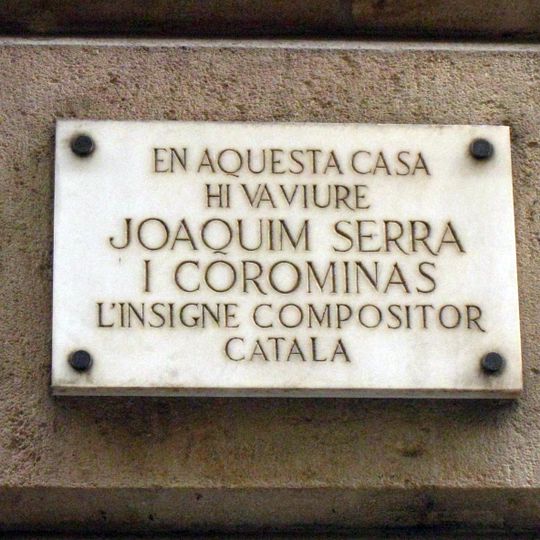 EN AQUESTA CASA
HI VA VIURE
JOAQUIM SERRA
I COROMINAS
L'INSIGNE COMPOSITOR
CATALA